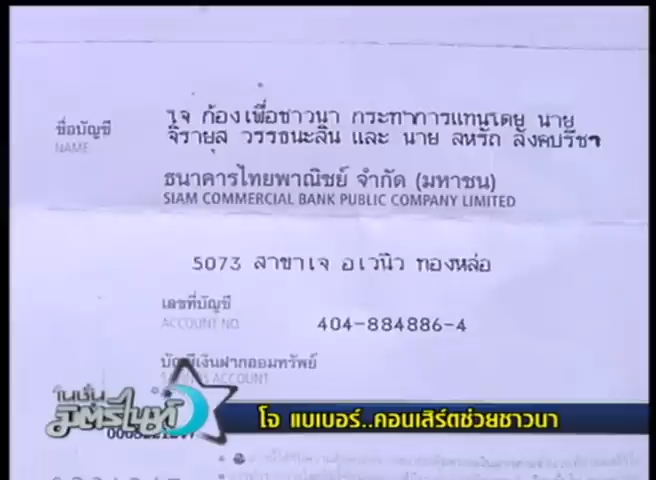 ชื่อบัญชี
NAME
โจ ก้องเพื่อชาวนา กระทำการแทนโดย นาย
จิรายุส วรรธนะสิน และ นาย สหรัถ สังคปรีชา
ธนาคารไทยพาณิชย์ จำกัด (มหาชน)
SIAM COMMERCIAL BANK PUBLIC COMPANY LIMITED
5073 สาขาเจ อเวนิว ทองหล่อ
เลขที่บัญชี
ACCOUNT NO.
404-884886-4
บัญชีเงินฝากออมทรัพย์
SAVINGS ACCOUNT
บันเทิง
โจ แบเบอร์..คอนเสิร์ตช่วยชาวนา